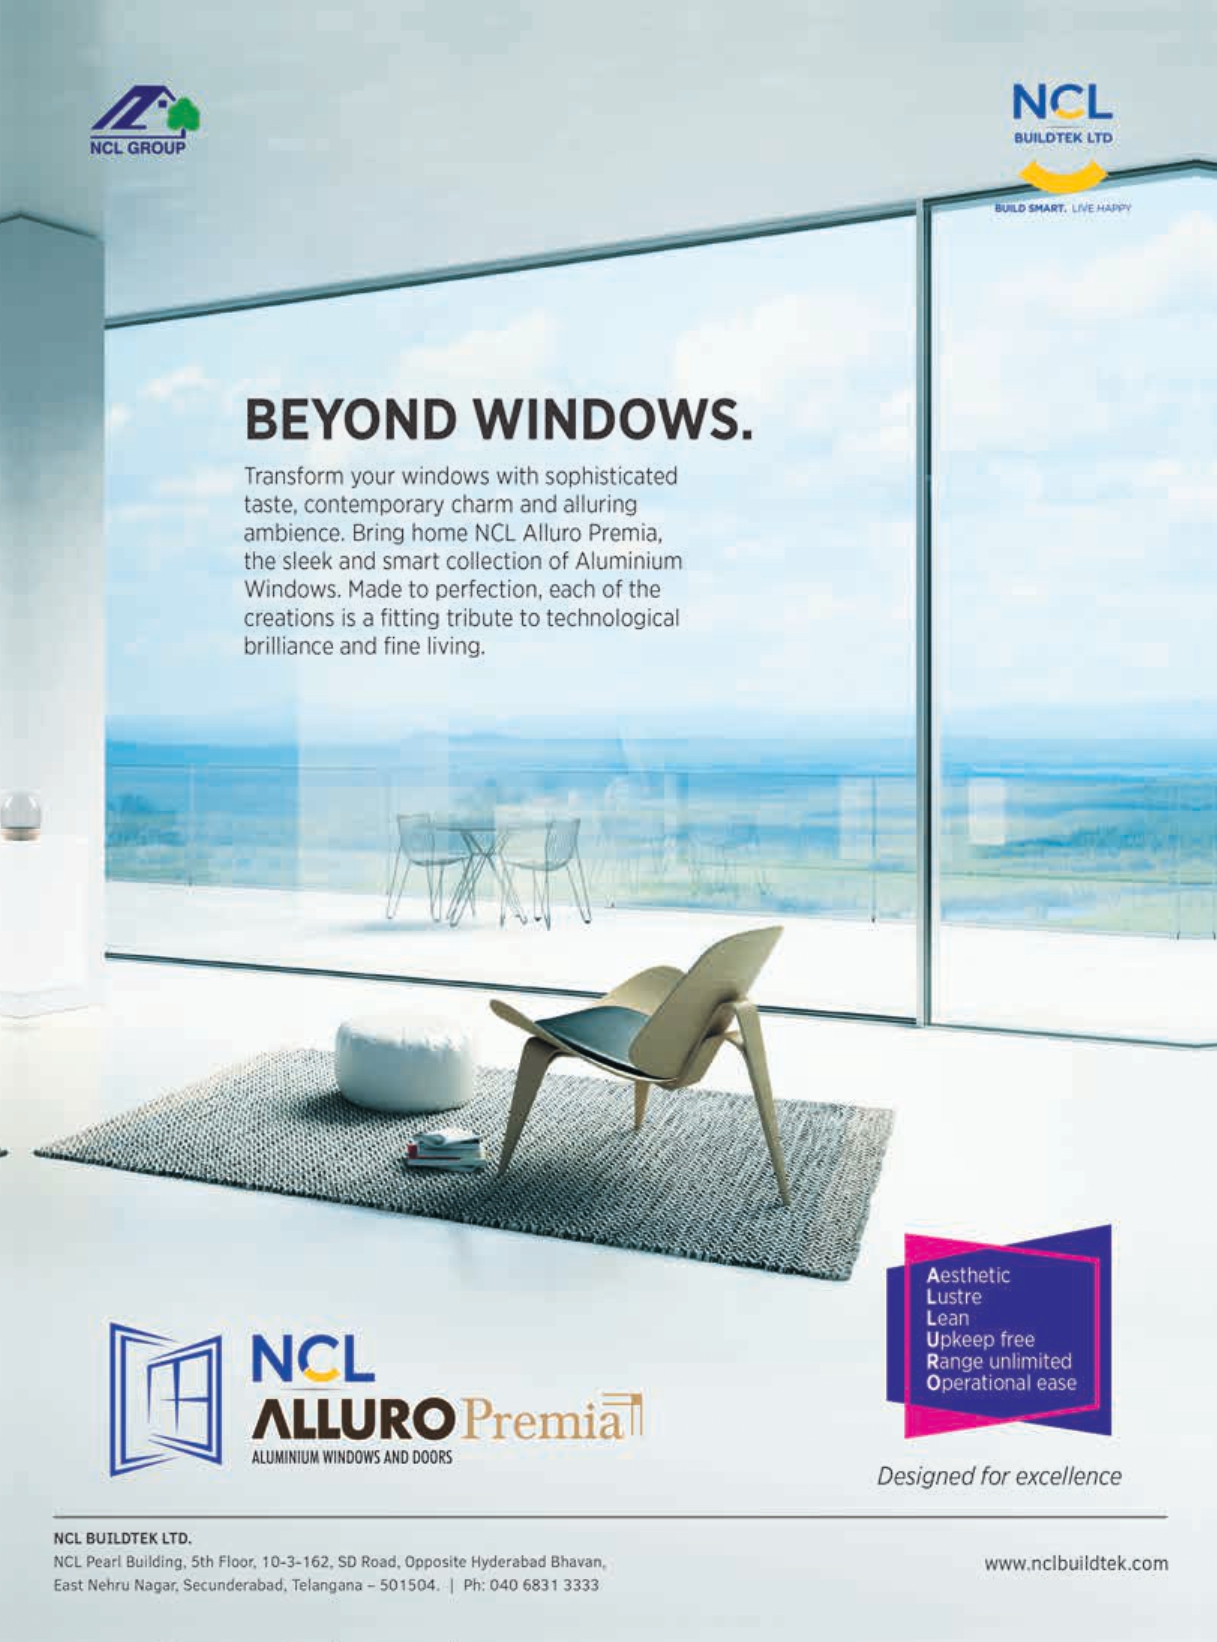 NCL GROUP
NCL
BUILDTEK LTD
BUILD SMART. LIVE HAPPY
BEYOND WINDOWS.
Transform your windows with sophisticated
taste, contemporary charm and alluring
ambience. Bring home NCL Alluro Premia,
the sleek and smart collection of Aluminium
Windows. Made to perfection, each of the
creations is a fitting tribute to technological
brilliance and fine living.
Aesthetic
Lustre
Lean
Upkeep free
Range unlimited
Operational ease
Designed for excellence
NCL
ALLURO Premia
ALUMINIUM WINDOWS AND DOORS
NCL BUILDTEK LTD.
NCL Pearl Building, 5th Floor, 10-3-162, SD Road, Opposite Hyderabad Bhavan,
East Nehru Nagar, Secunderabad, Telangana – 501504. | Ph: 040 6831 3333
www.nclbuildtek.com